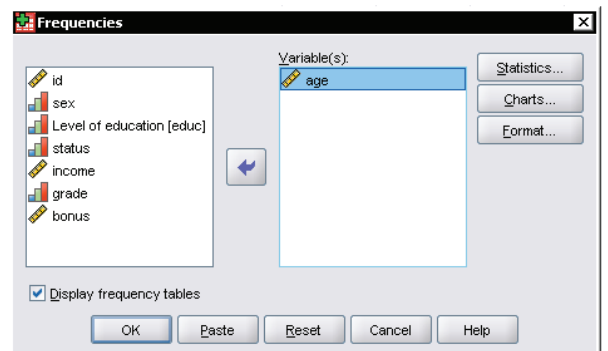 Frequencies
Variable(s):
id
sex
Level of education [educ]
status
income
grade
bonus
age
Statistics...
Charts...
Format...
Display frequency tables
OK Paste Reset Cancel Help